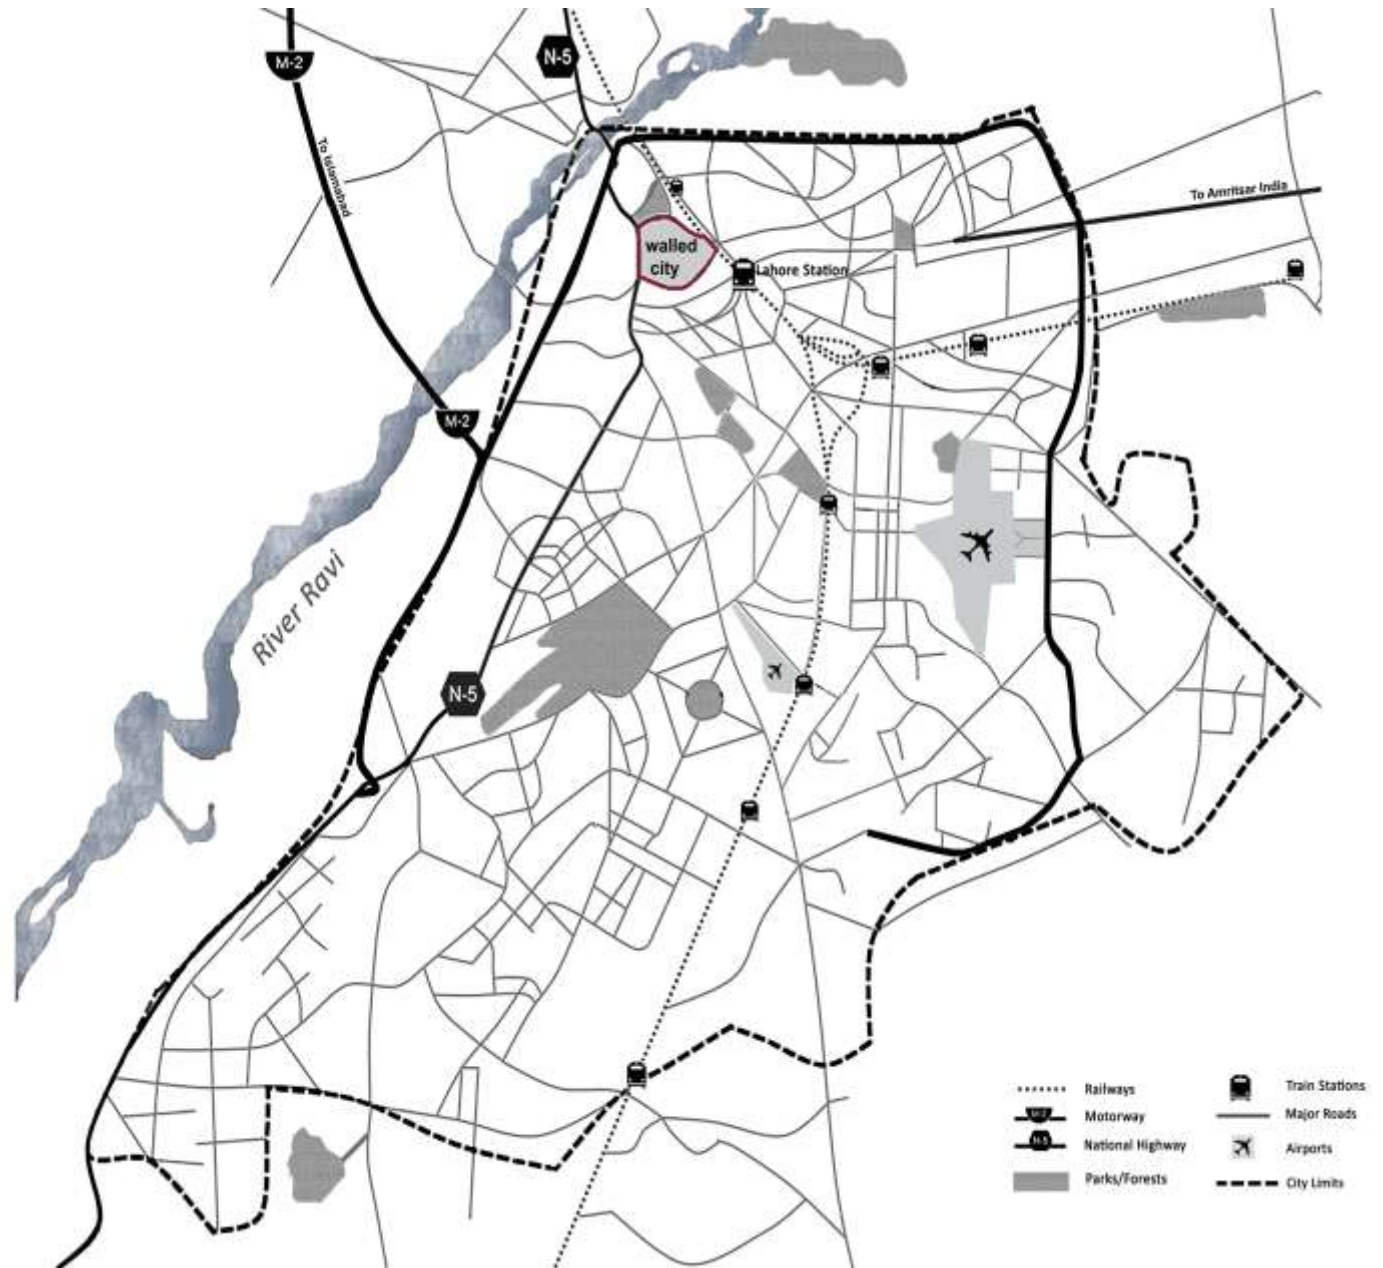 M-2
N-5
To Islamabad
To Amritsar India
walled
city
Lahore Station
M-2
River Ravi
N-5
Railways
Train Stations
Motorway
Major Roads
N-5
National Highway
Airports
Parks/Forests
City Limits